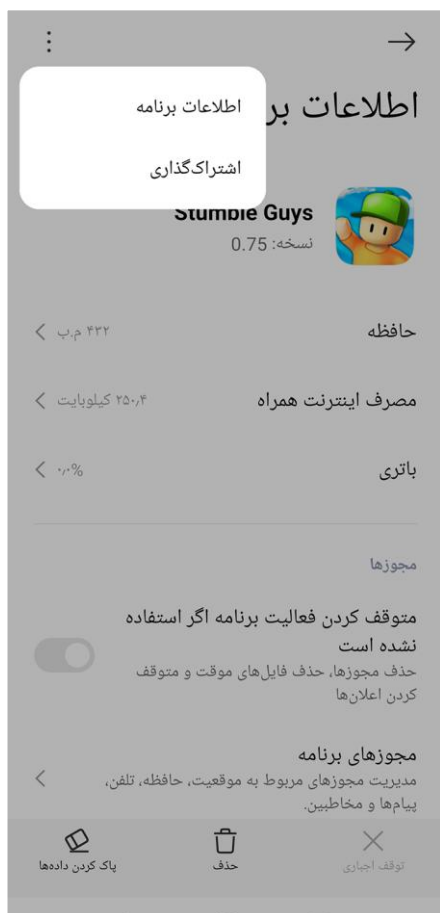 اطلاعات بر
اطلاعات برنامه
اشتراک‌گذاری
Stumble Guys
نسخه: 0.75
حافظه
۴۳۲ م.ب
مصرف اینترنت همراه
۲۵۰٫۴ کیلوبایت
باتری
۰٫۰%
مجوزها
متوقف کردن فعالیت برنامه اگر استفاده
نشده است
حذف مجوزها، حذف فایل‌های موقت و متوقف
کردن اعلان‌ها
مجوزهای برنامه
مدیریت مجوزهای مربوط به موقعیت، حافظه، تلفن،
پیام‌ها و مخاطبین.
توقف اجباری
حذف
پاک کردن داده‌ها